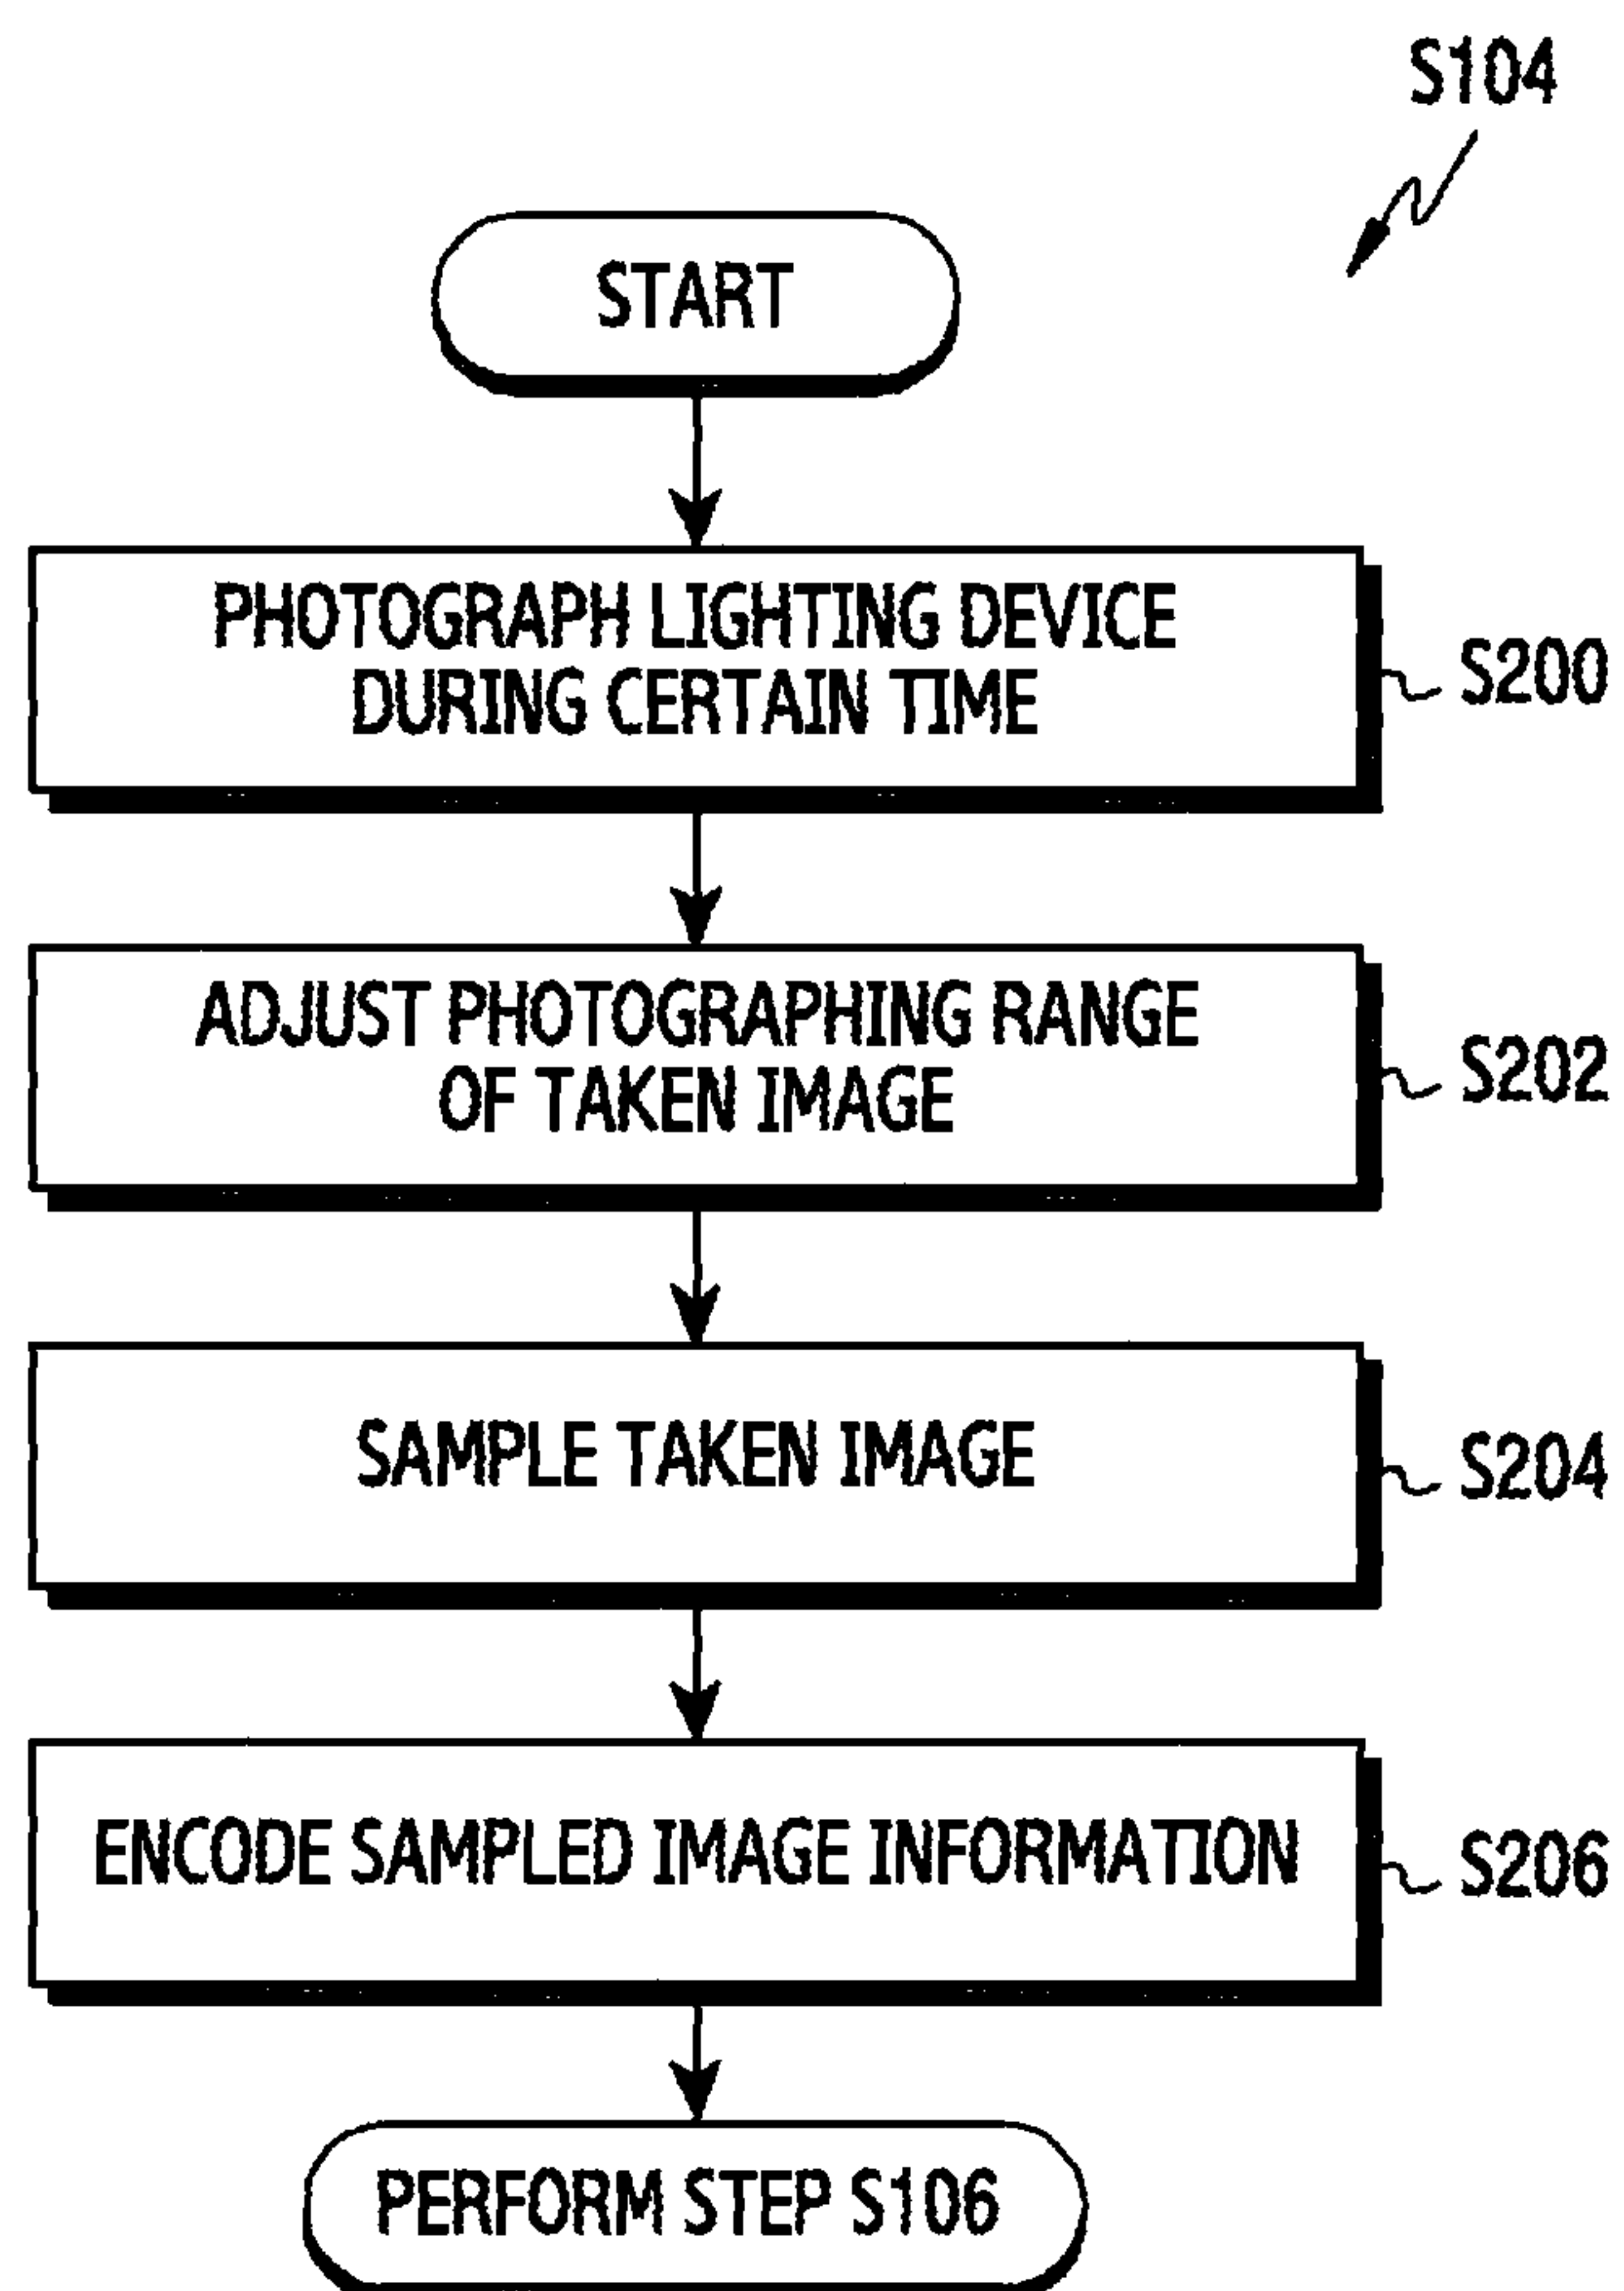 S104
START
PHOTOGRAPH LIGHTING DEVICE
DURING CERTAIN TIME
S200
ADJUST PHOTOGRAPHING RANGE
OF TAKEN IMAGE
S202
SAMPLE TAKEN IMAGE
S204
ENCODE SAMPLED IMAGE INFORMATION
S206
PERFORM STEP S106